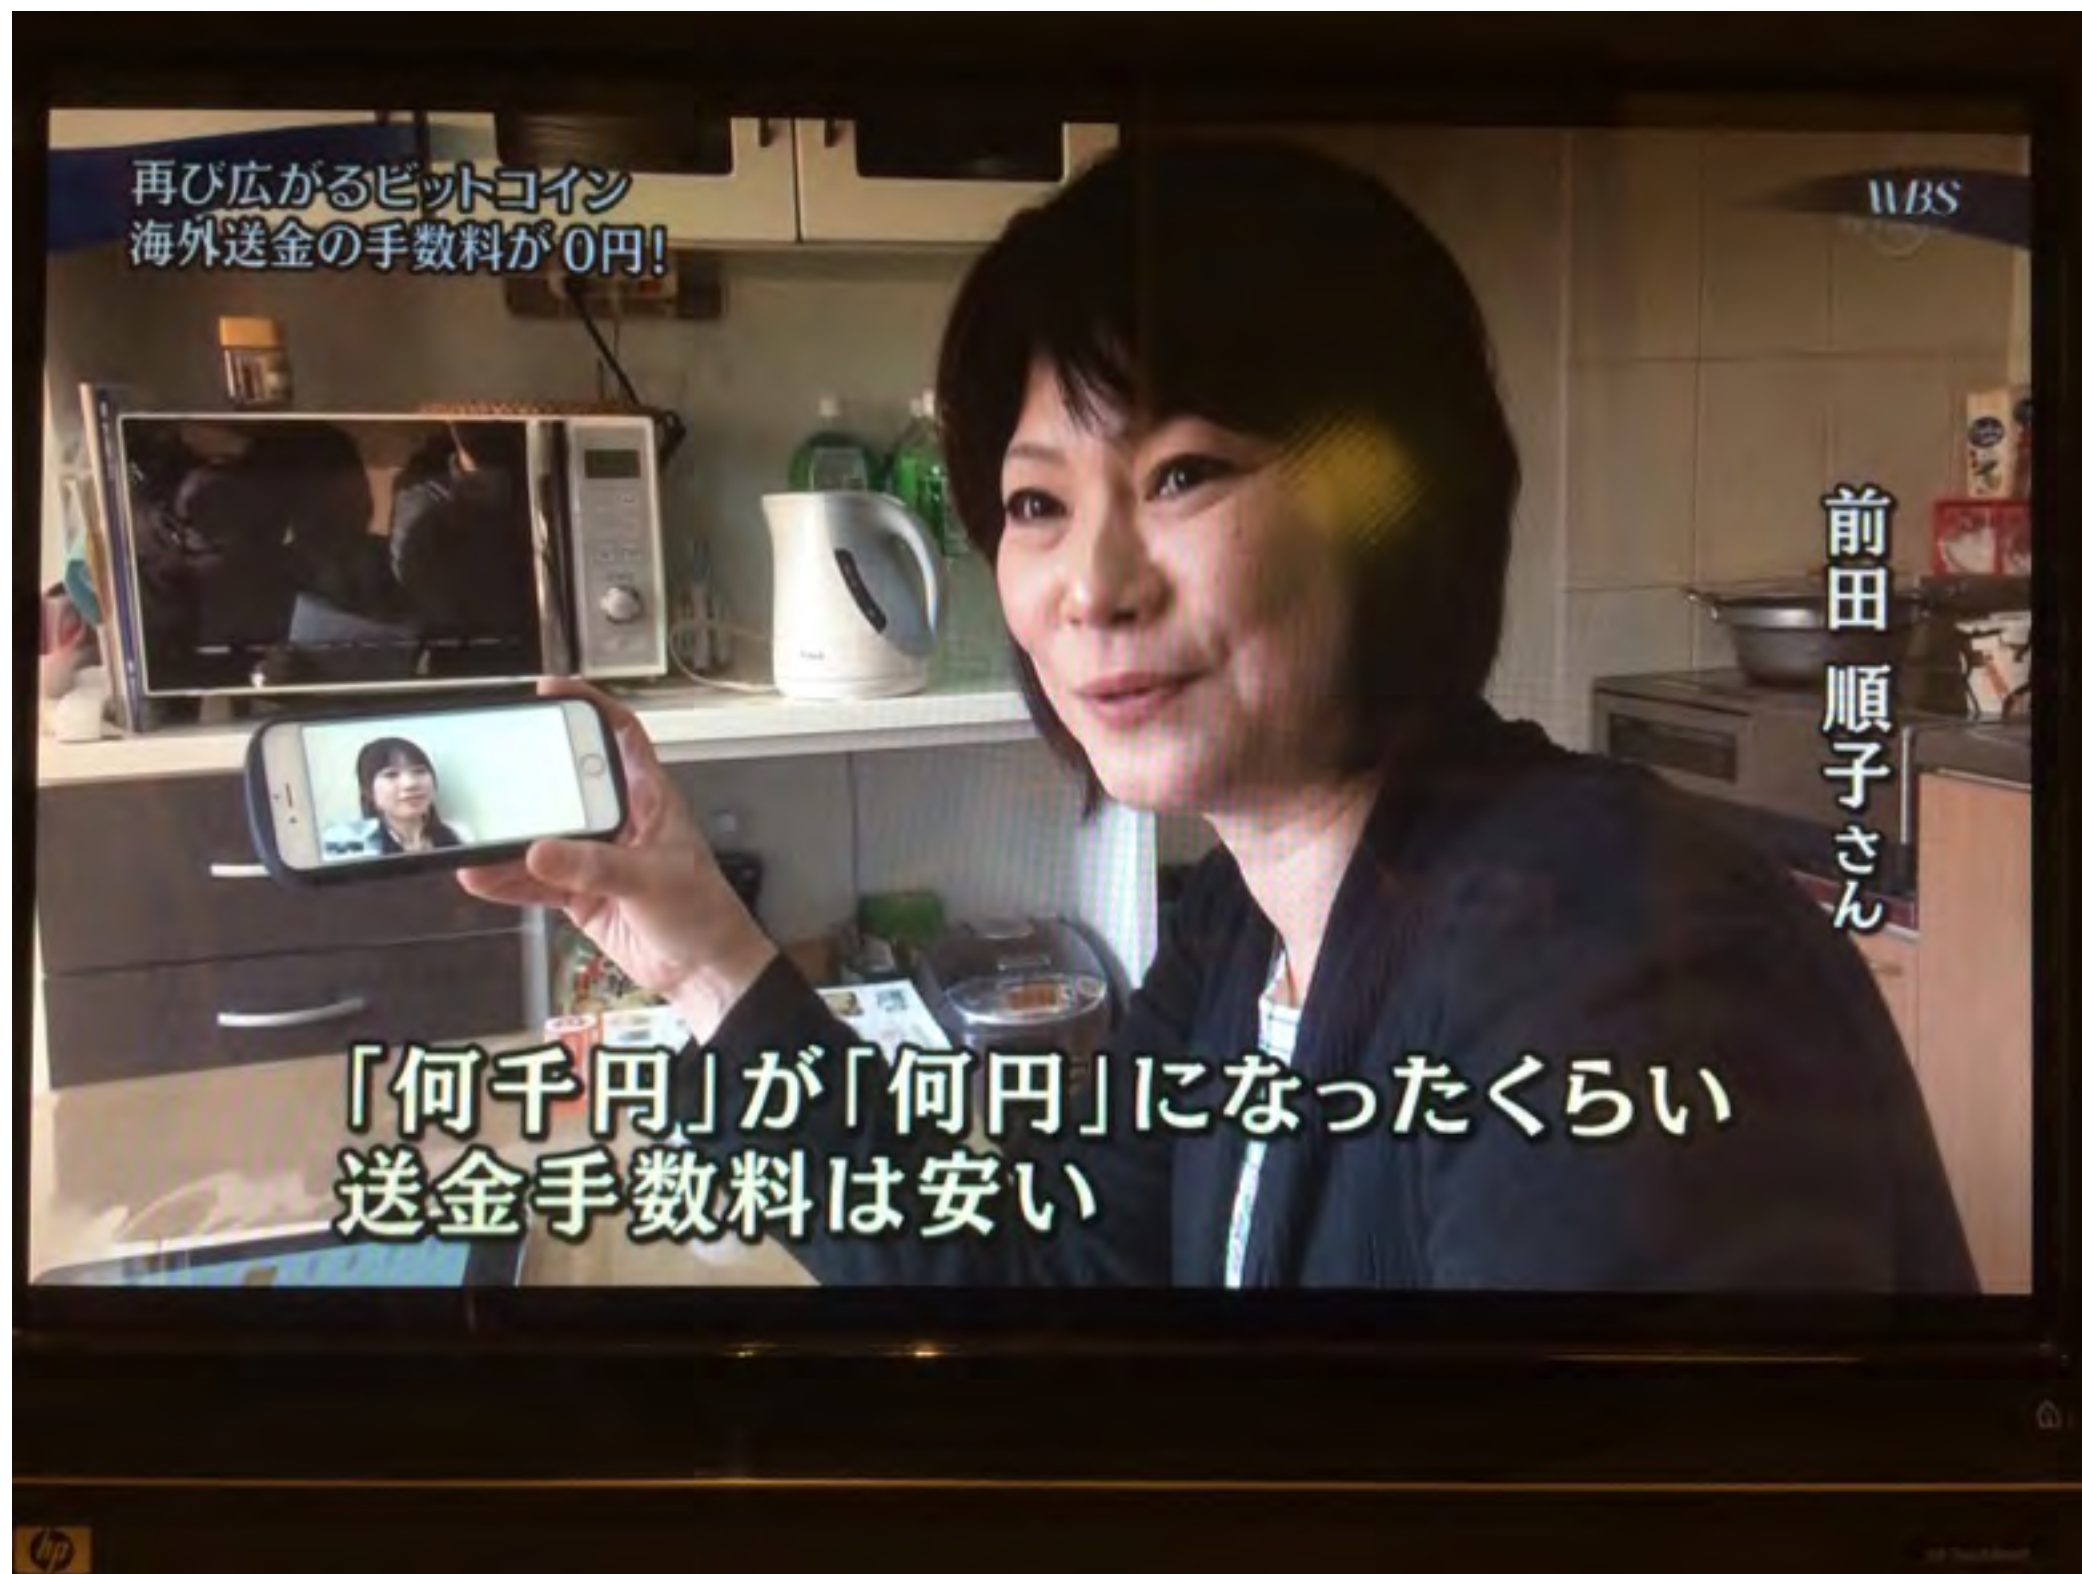 再び広がるビットコイン
海外送金の手数料が0円!
WBS
前田 順子さん
「何千円」が「何円」になったくらい
送金手数料は安い
hp